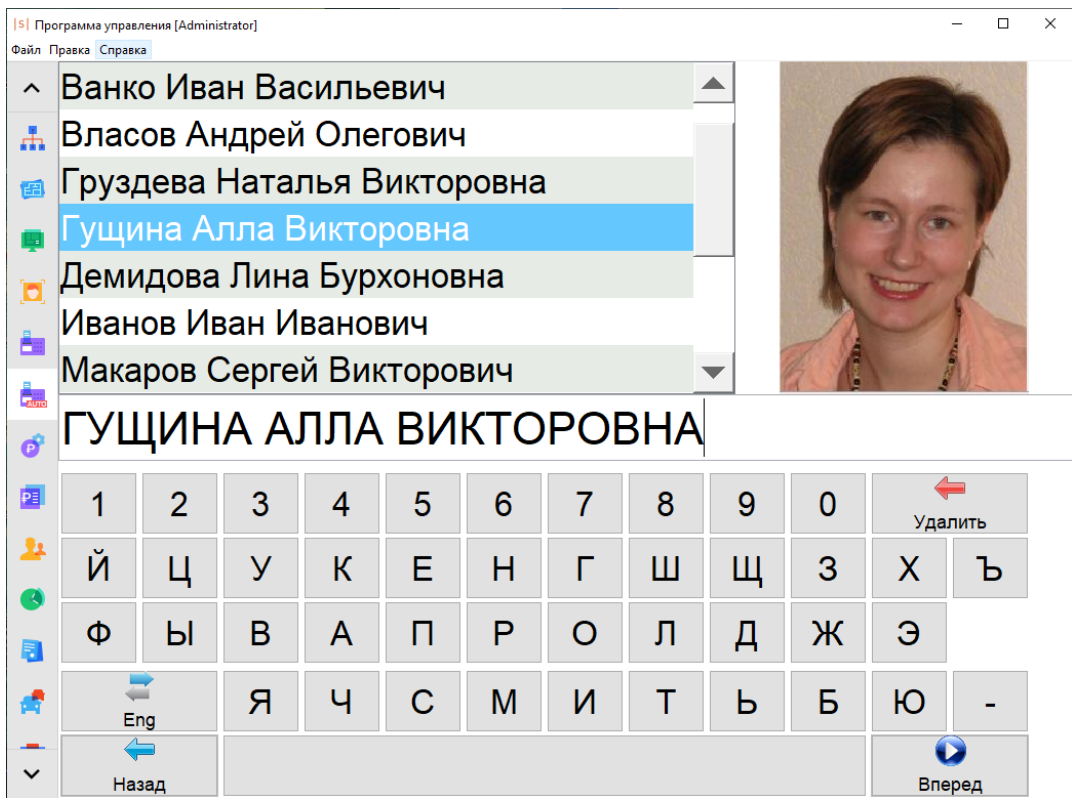 |S| Программа управления [Administrator]
Файл Правка Справка
Ванко Иван Васильевич
Власов Андрей Олегович
Груздева Наталья Викторовна
Гущина Алла Викторовна
Демидова Лина Бурхоновна
Иванов Иван Иванович
Макаров Сергей Викторович
AUTO
ГУЩИНА АЛЛА ВИКТОРОВНА
1 2 3 4 5 6 7 8 9 0 Удалить
Й Ц У К Е Н Г Ш Щ З Х Ъ
Ф Ы В А П Р О Л Д Ж Э
Eng Я Ч С М И Т Ь Б Ю -
Назад Вперед